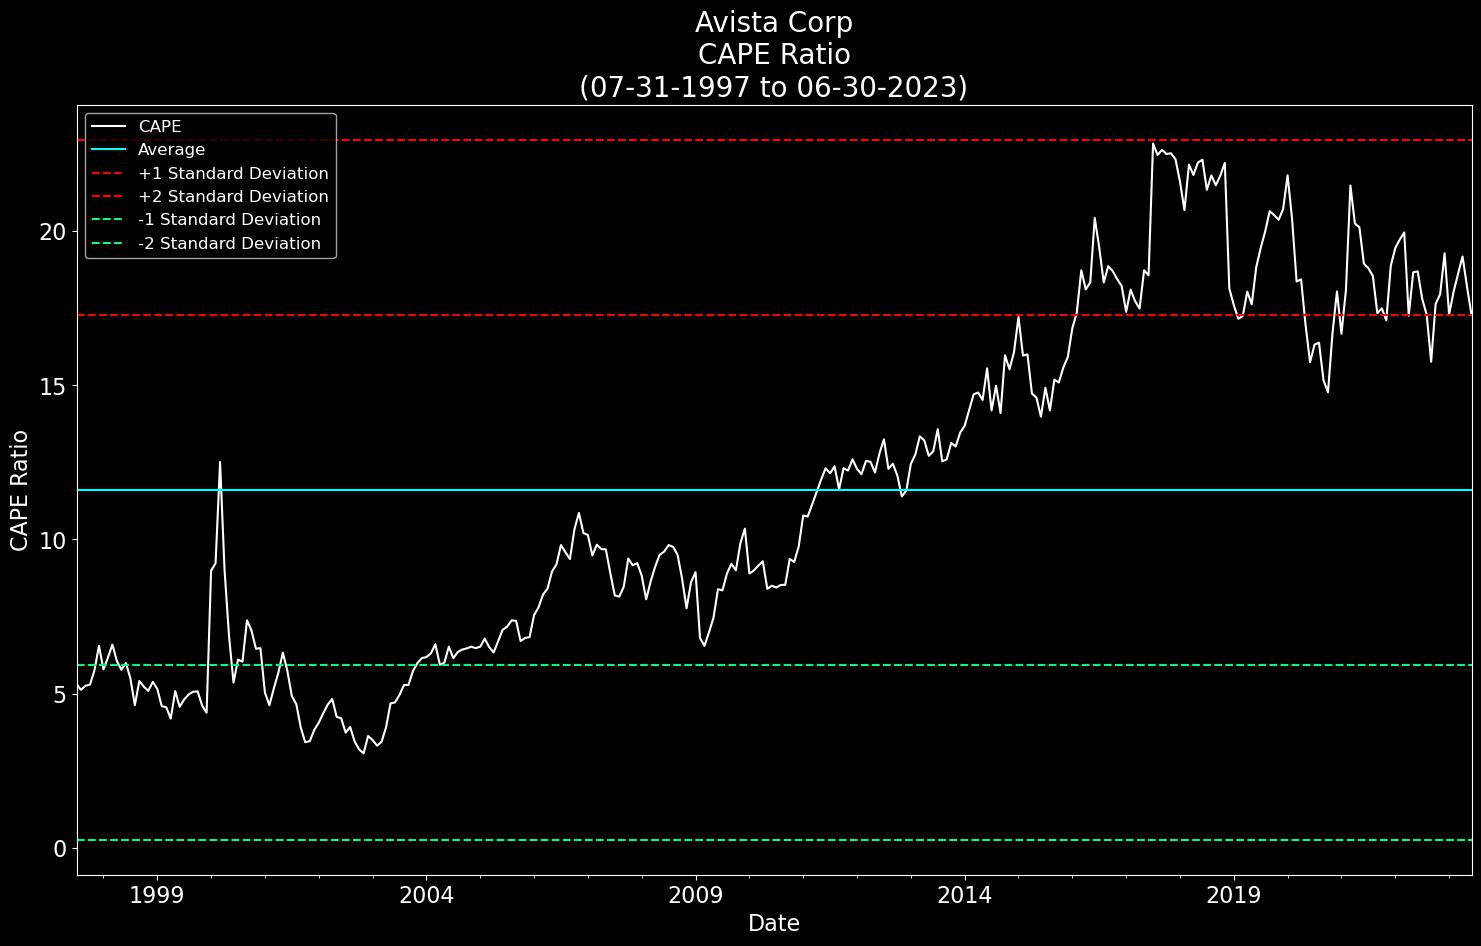 Avista Corp
CAPE Ratio
(07-31-1997 to 06-30-2023)
CAPE
Average
+1 Standard Deviation
+2 Standard Deviation
-1 Standard Deviation
-2 Standard Deviation
20
15
10
5
0
CAPE Ratio
1999 2004 2009 2014 2019
Date